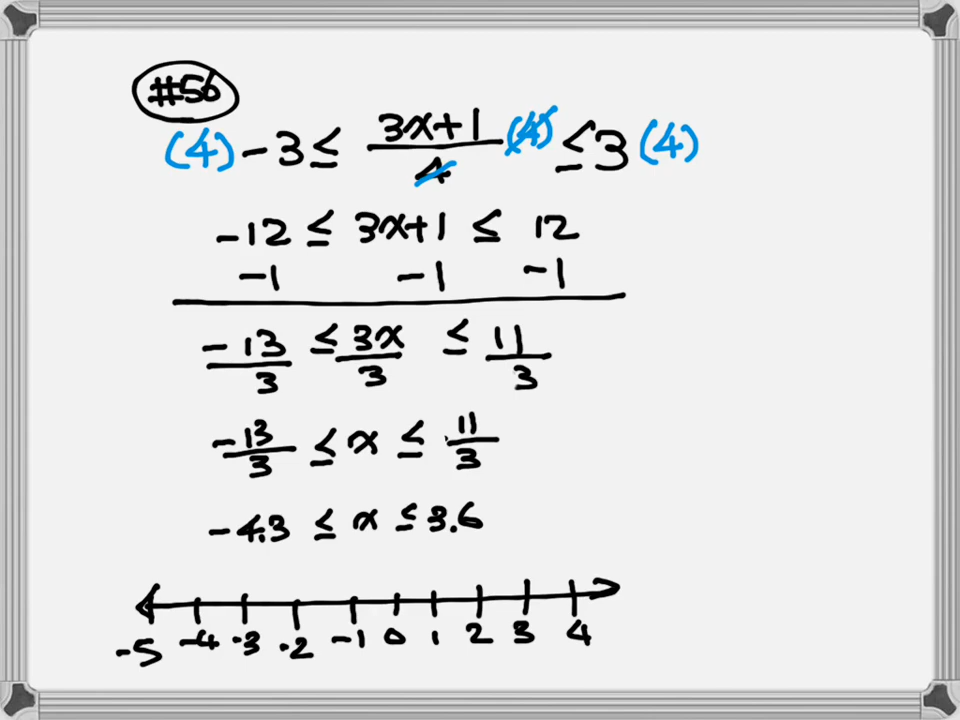 #56
(4) -3 ≤ (3x+1)/4 (4) ≤ 3 (4)
-12 ≤ 3x+1 ≤ 12
-1 -1 -1
-13/3 ≤ 3x/3 ≤ 11/3
-13/3 ≤ x ≤ 11/3
-4.3 ≤ x ≤ 3.6
-5 -4 -3 -2 -1 0 1 2 3 4